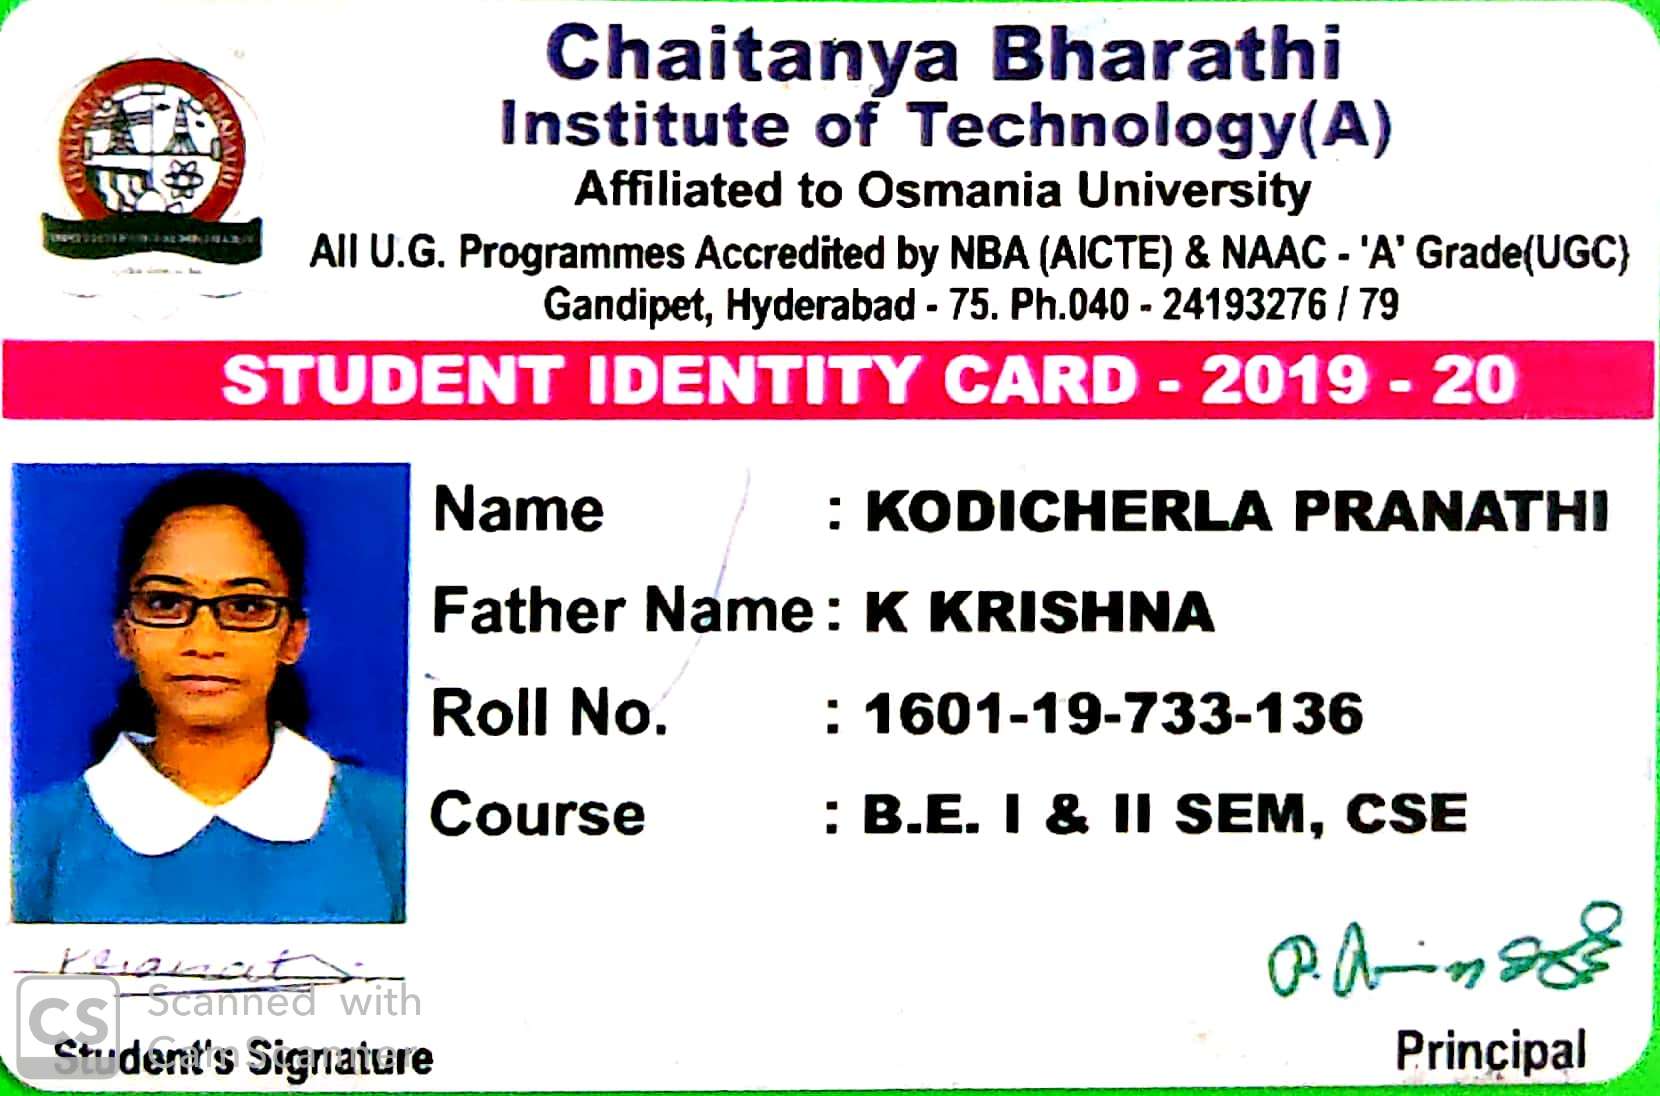 Chaitanya Bharathi
Institute of Technology(A)
Affiliated to Osmania University
All U.G. Programmes Accredited by NBA (AICTE) & NAAC - 'A' Grade(UGC)
Gandipet, Hyderabad - 75. Ph.040 - 24193276 / 79
CHAITANYA BHARATHI
STUDENT IDENTITY CARD - 2019 - 20
Name : KODICHERLA PRANATHI
Father Name : K KRISHNA
Roll No. : 1601-19-733-136
Course : B.E. I & II SEM, CSE
CS Scanned with
CamScanner
Student's Signature
Principal